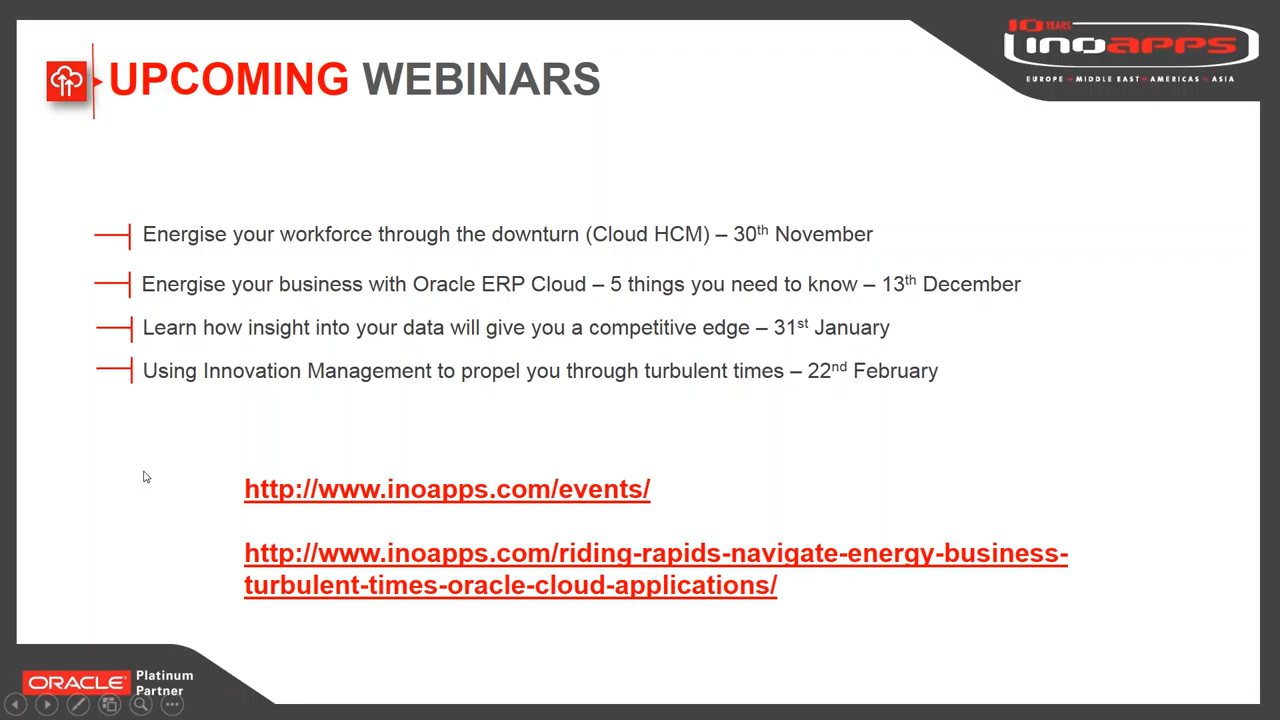 10 YEARS
inoapps
EUROPE MIDDLE EAST AMERICAS ASIA
UPCOMING WEBINARS
Energise your workforce through the downturn (Cloud HCM) – 30th November
Energise your business with Oracle ERP Cloud – 5 things you need to know – 13th December
Learn how insight into your data will give you a competitive edge – 31st January
Using Innovation Management to propel you through turbulent times – 22nd February
http://www.inoapps.com/events/
http://www.inoapps.com/riding-rapids-navigate-energy-business-
turbulent-times-oracle-cloud-applications/
ORACLE Platinum
Partner